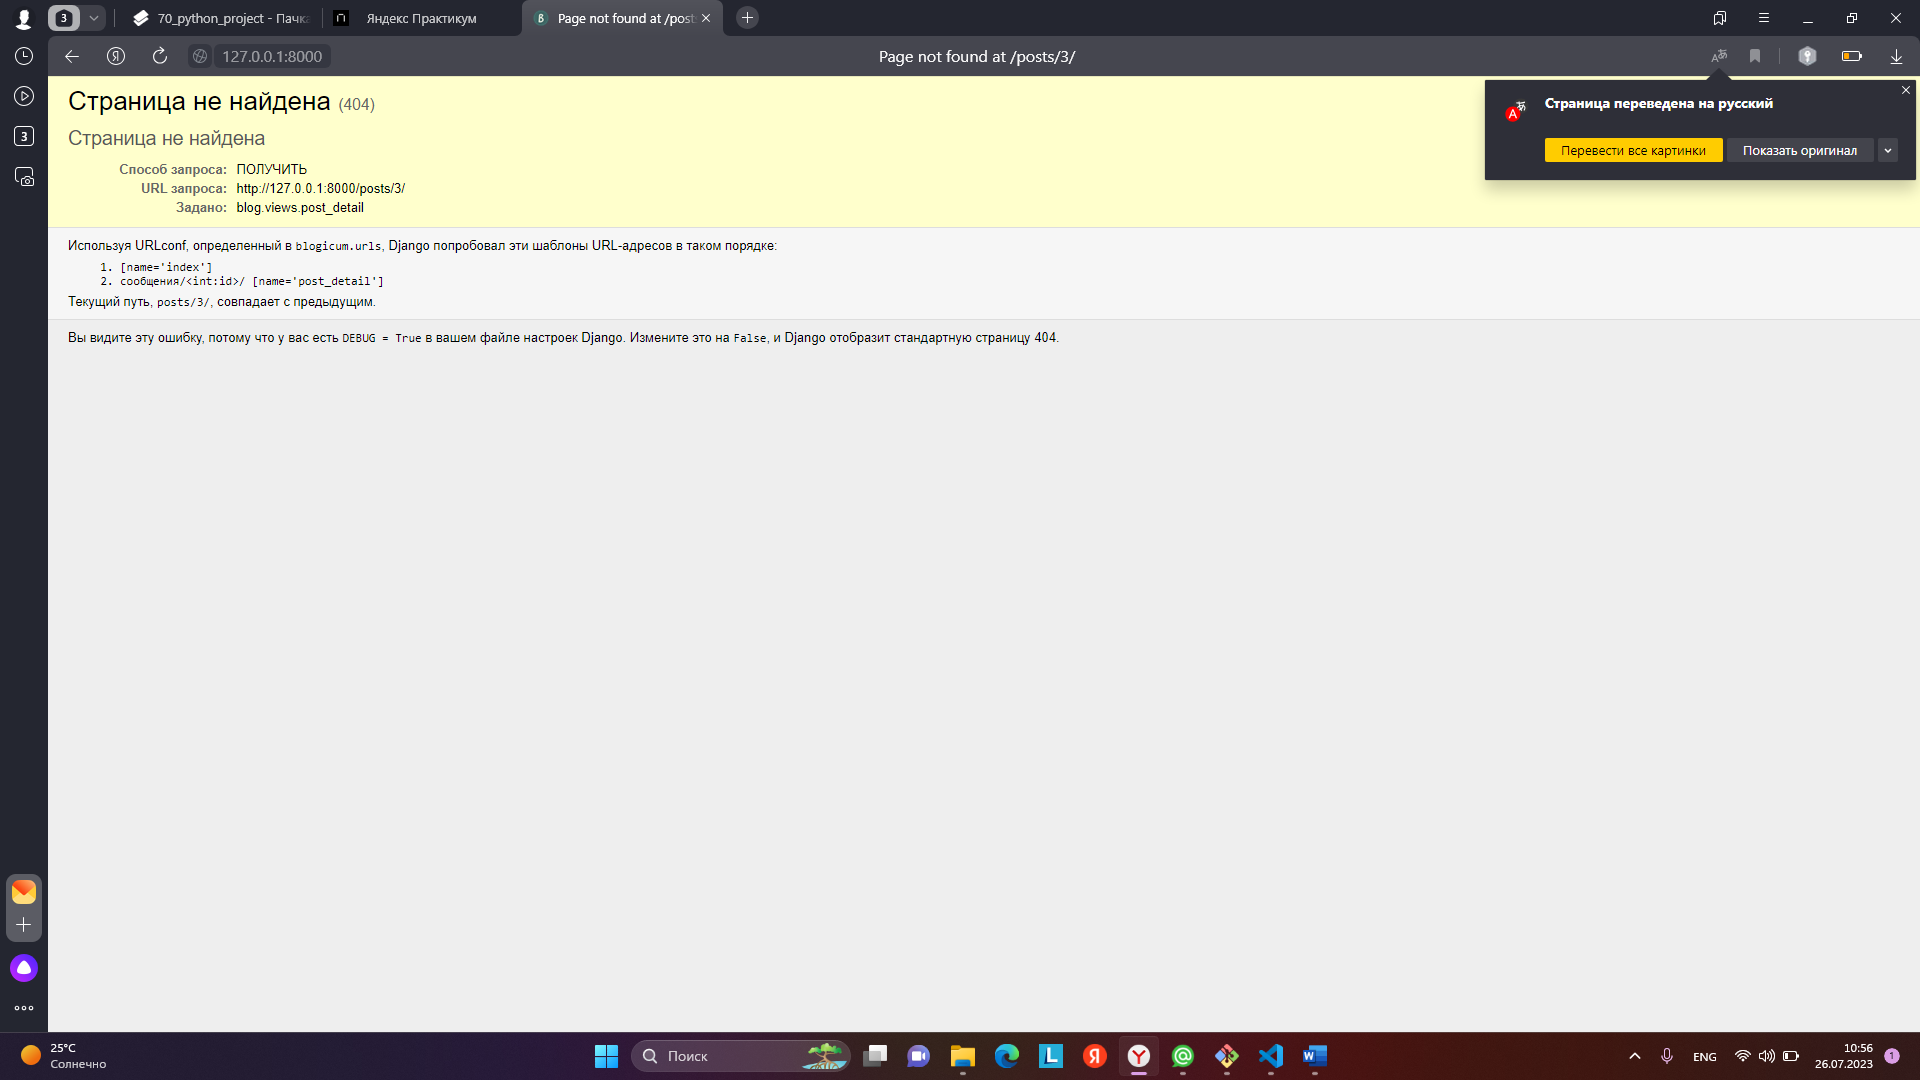 3
70_python_project - Пачка
Яндекс Практикум
Page not found at /post
127.0.0.1:8000
Page not found at /posts/3/
3
Страница переведена на русский
Перевести все картинки
Показать оригинал
Страница не найдена (404)
Страница не найдена
Способ запроса: ПОЛУЧИТЬ
URL запроса: http://127.0.0.1:8000/posts/3/
Задано: blog.views.post_detail
Используя URLconf, определенный в blogicum.urls, Django попробовал эти шаблоны URL-адресов в таком порядке:
1. [name='index']
2. сообщения/<int:id>/ [name='post_detail']
Текущий путь, posts/3/, совпадает с предыдущим.
Вы видите эту ошибку, потому что у вас есть DEBUG = True в вашем файле настроек Django. Измените это на False, и Django отобразит стандартную страницу 404.
25°C
Солнечно
Поиск
ENG
10:56
26.07.2023
1